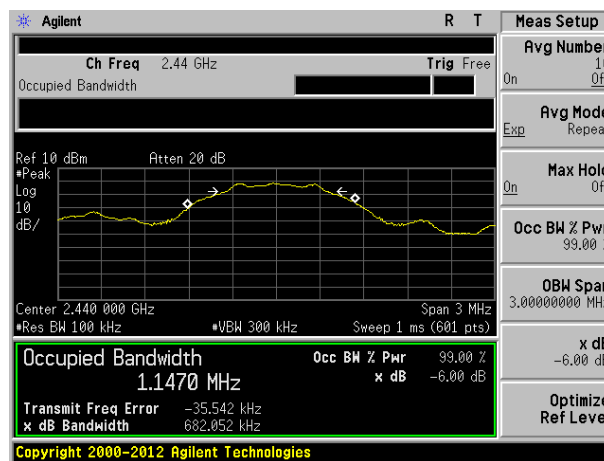 Agilent
R T
Meas Setup
Ch Freq 2.44 GHz
Trig Free
Occupied Bandwidth
Ref 10 dBm
Atten 20 dB
#Peak
Log
10
dB/
Center 2.440 000 GHz
Span 3 MHz
#Res BW 100 kHz
#VBW 300 kHz
Sweep 1 ms (601 pts)
Occupied Bandwidth
1.1470 MHz
Occ BW % Pwr 99.00 %
x dB -6.00 dB
Transmit Freq Error -35.542 kHz
x dB Bandwidth 682.052 kHz
Copyright 2000-2012 Agilent Technologies
Avg Number
On
Avg Mode
Exp Repeat
Max Hold
On Off
Occ BW % Pwr
99.00
OBW Span
3.00000000 MHz
x dB
-6.00 dB
Optimize
Ref Level